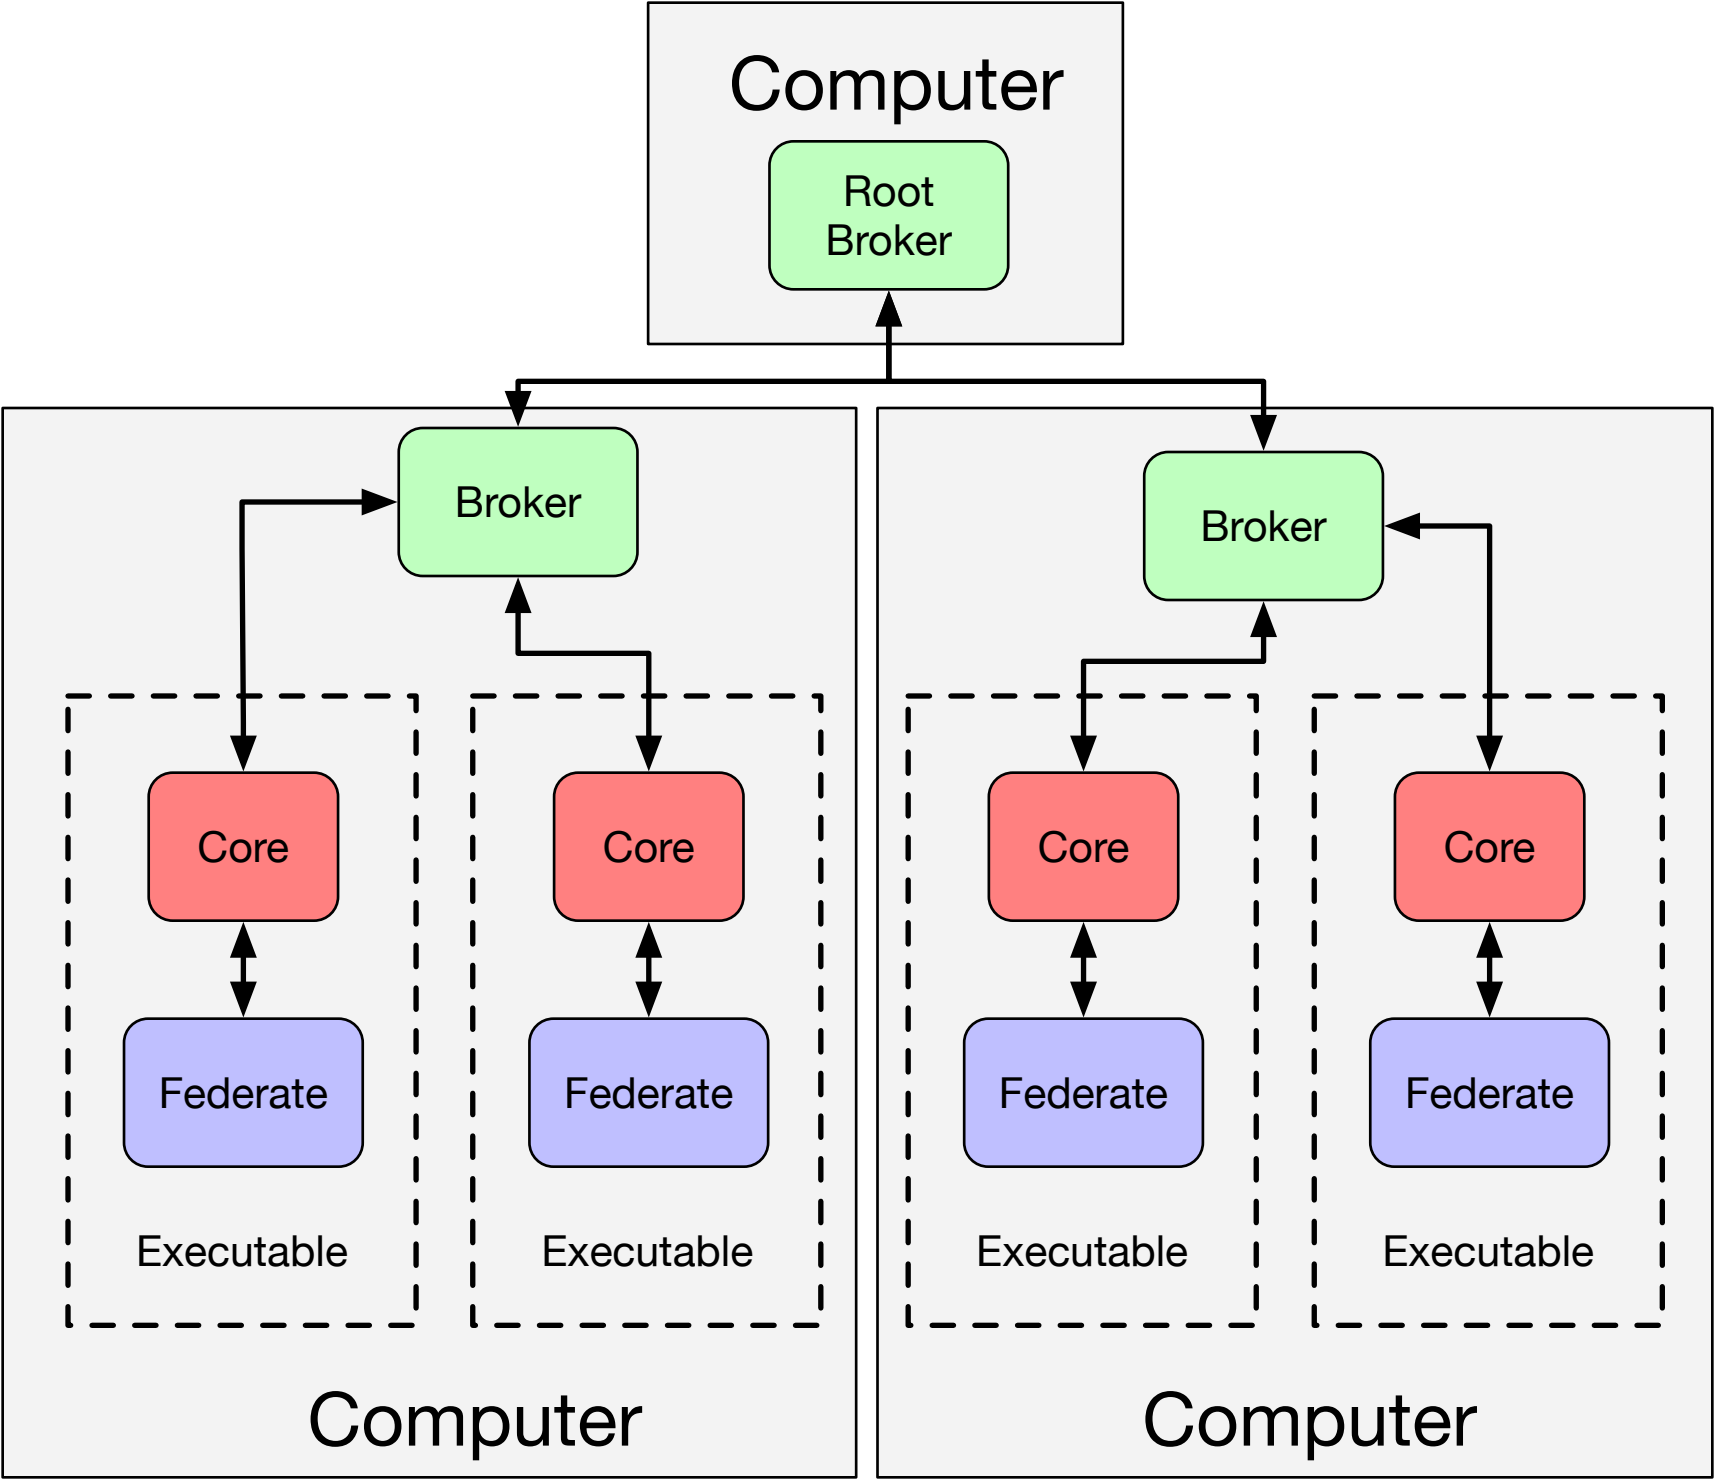 Computer
Root
Broker
Broker
Broker
Core
Core
Core
Core
Federate
Federate
Federate
Federate
Executable
Executable
Executable
Executable
Computer
Computer